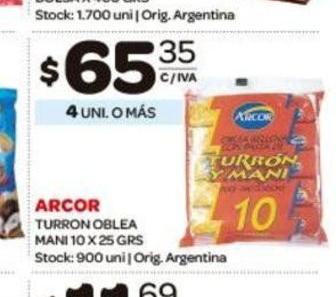 Stock: 1.700 uni | Orig. Argentina
$65.35
C/IVA
4 UNI. O MÁS
ARCOR
TURRÓN
Y MANI
10
ARCOR
TURRON OBLEA
MANI 10 X 25 GRS
Stock: 900 uni | Orig. Argentina
69